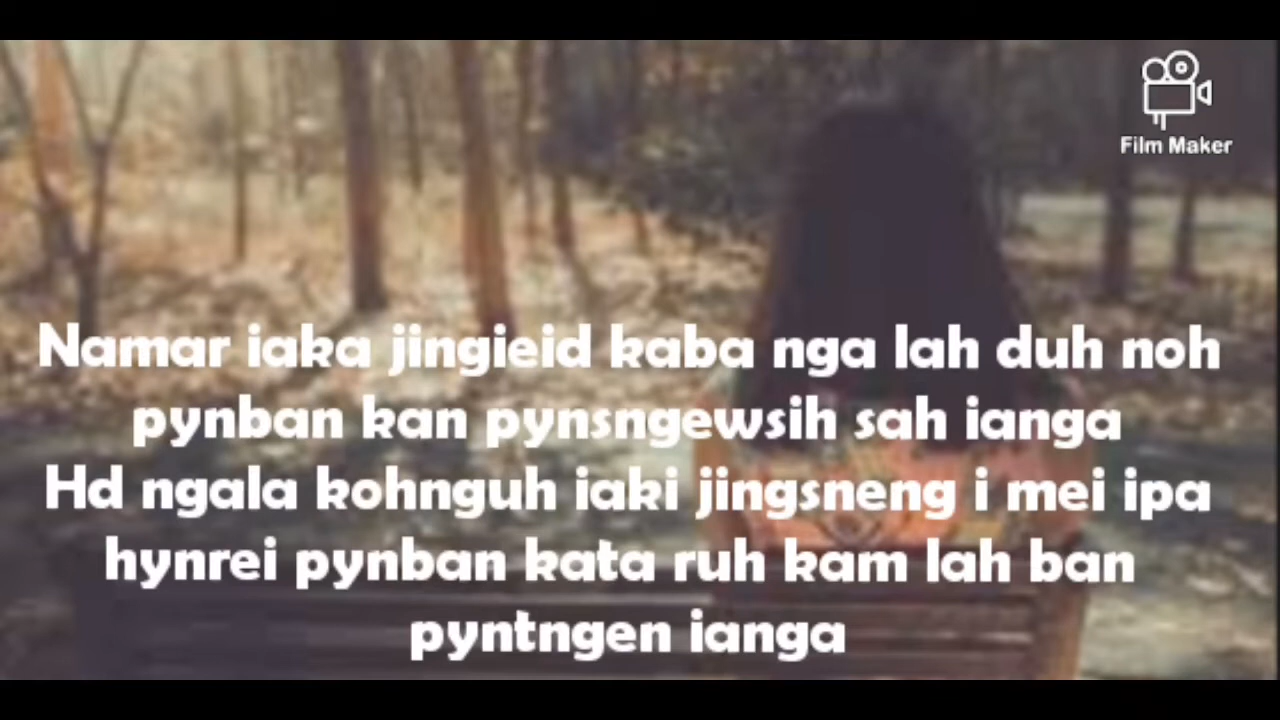 Film Maker
Namar iaka jingieid kaba nga lah duh noh
pynban kan pynsngewsih sah ianga
Hd ngala kohnguh iaki jingsneng i mei ipa
hynrei pynban kata ruh kam lah ban
pyntngen ianga